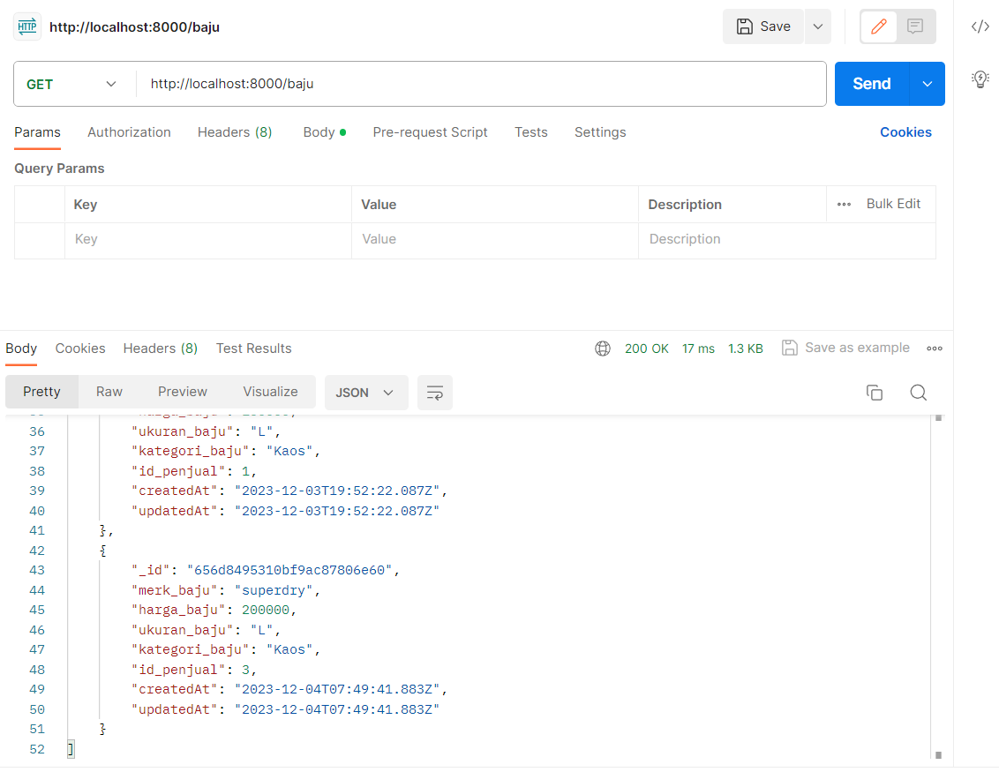 HTTP http://localhost:8000/baju Save
GET http://localhost:8000/baju Send
Params Authorization Headers (8) Body Pre-request Script Tests Settings Cookies
Query Params
Key Value Description Bulk Edit
Key Value Description
Body Cookies Headers (8) Test Results 200 OK 17 ms 1.3 KB Save as example
Pretty Raw Preview Visualize JSON
36 "ukuran_baju": "L",
37 "kategori_baju": "Kaos",
38 "id_penjual": 1,
39 "createdAt": "2023-12-03T19:52:22.087Z",
40 "updatedAt": "2023-12-03T19:52:22.087Z"
41 },
42 {
43 "_id": "656d8495310bf9ac87806e60",
44 "merk_baju": "superdry",
45 "harga_baju": 200000,
46 "ukuran_baju": "L",
47 "kategori_baju": "Kaos",
48 "id_penjual": 3,
49 "createdAt": "2023-12-04T07:49:41.883Z",
50 "updatedAt": "2023-12-04T07:49:41.883Z"
51 }
52 ]